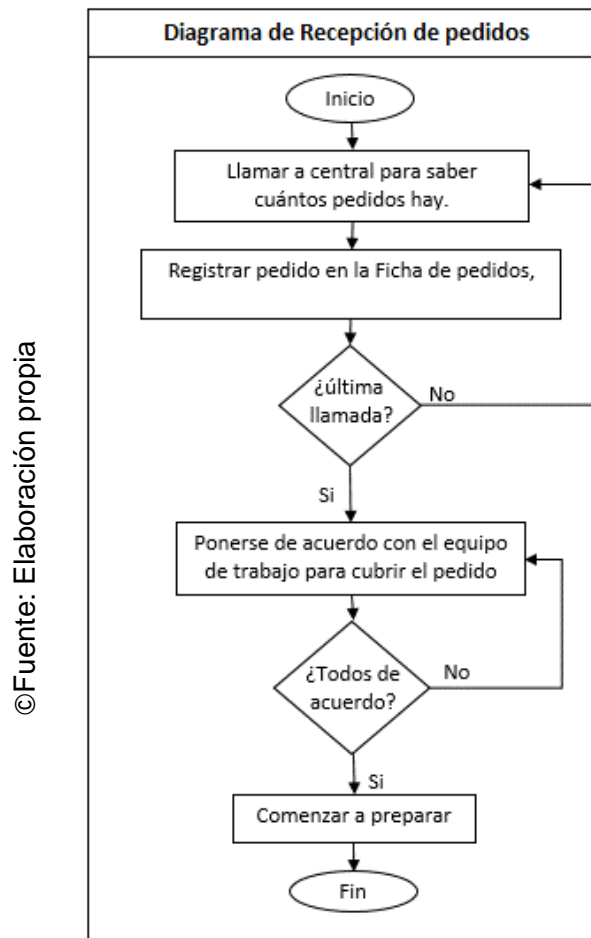 Diagrama de Recepción de pedidos
Inicio
Llamar a central para saber
cuántos pedidos hay.
Registrar pedido en la Ficha de pedidos,
¿última
llamada?
No
Si
Ponerse de acuerdo con el equipo
de trabajo para cubrir el pedido
¿Todos de
acuerdo?
No
Si
Comenzar a preparar
Fin
©Fuente: Elaboración propia